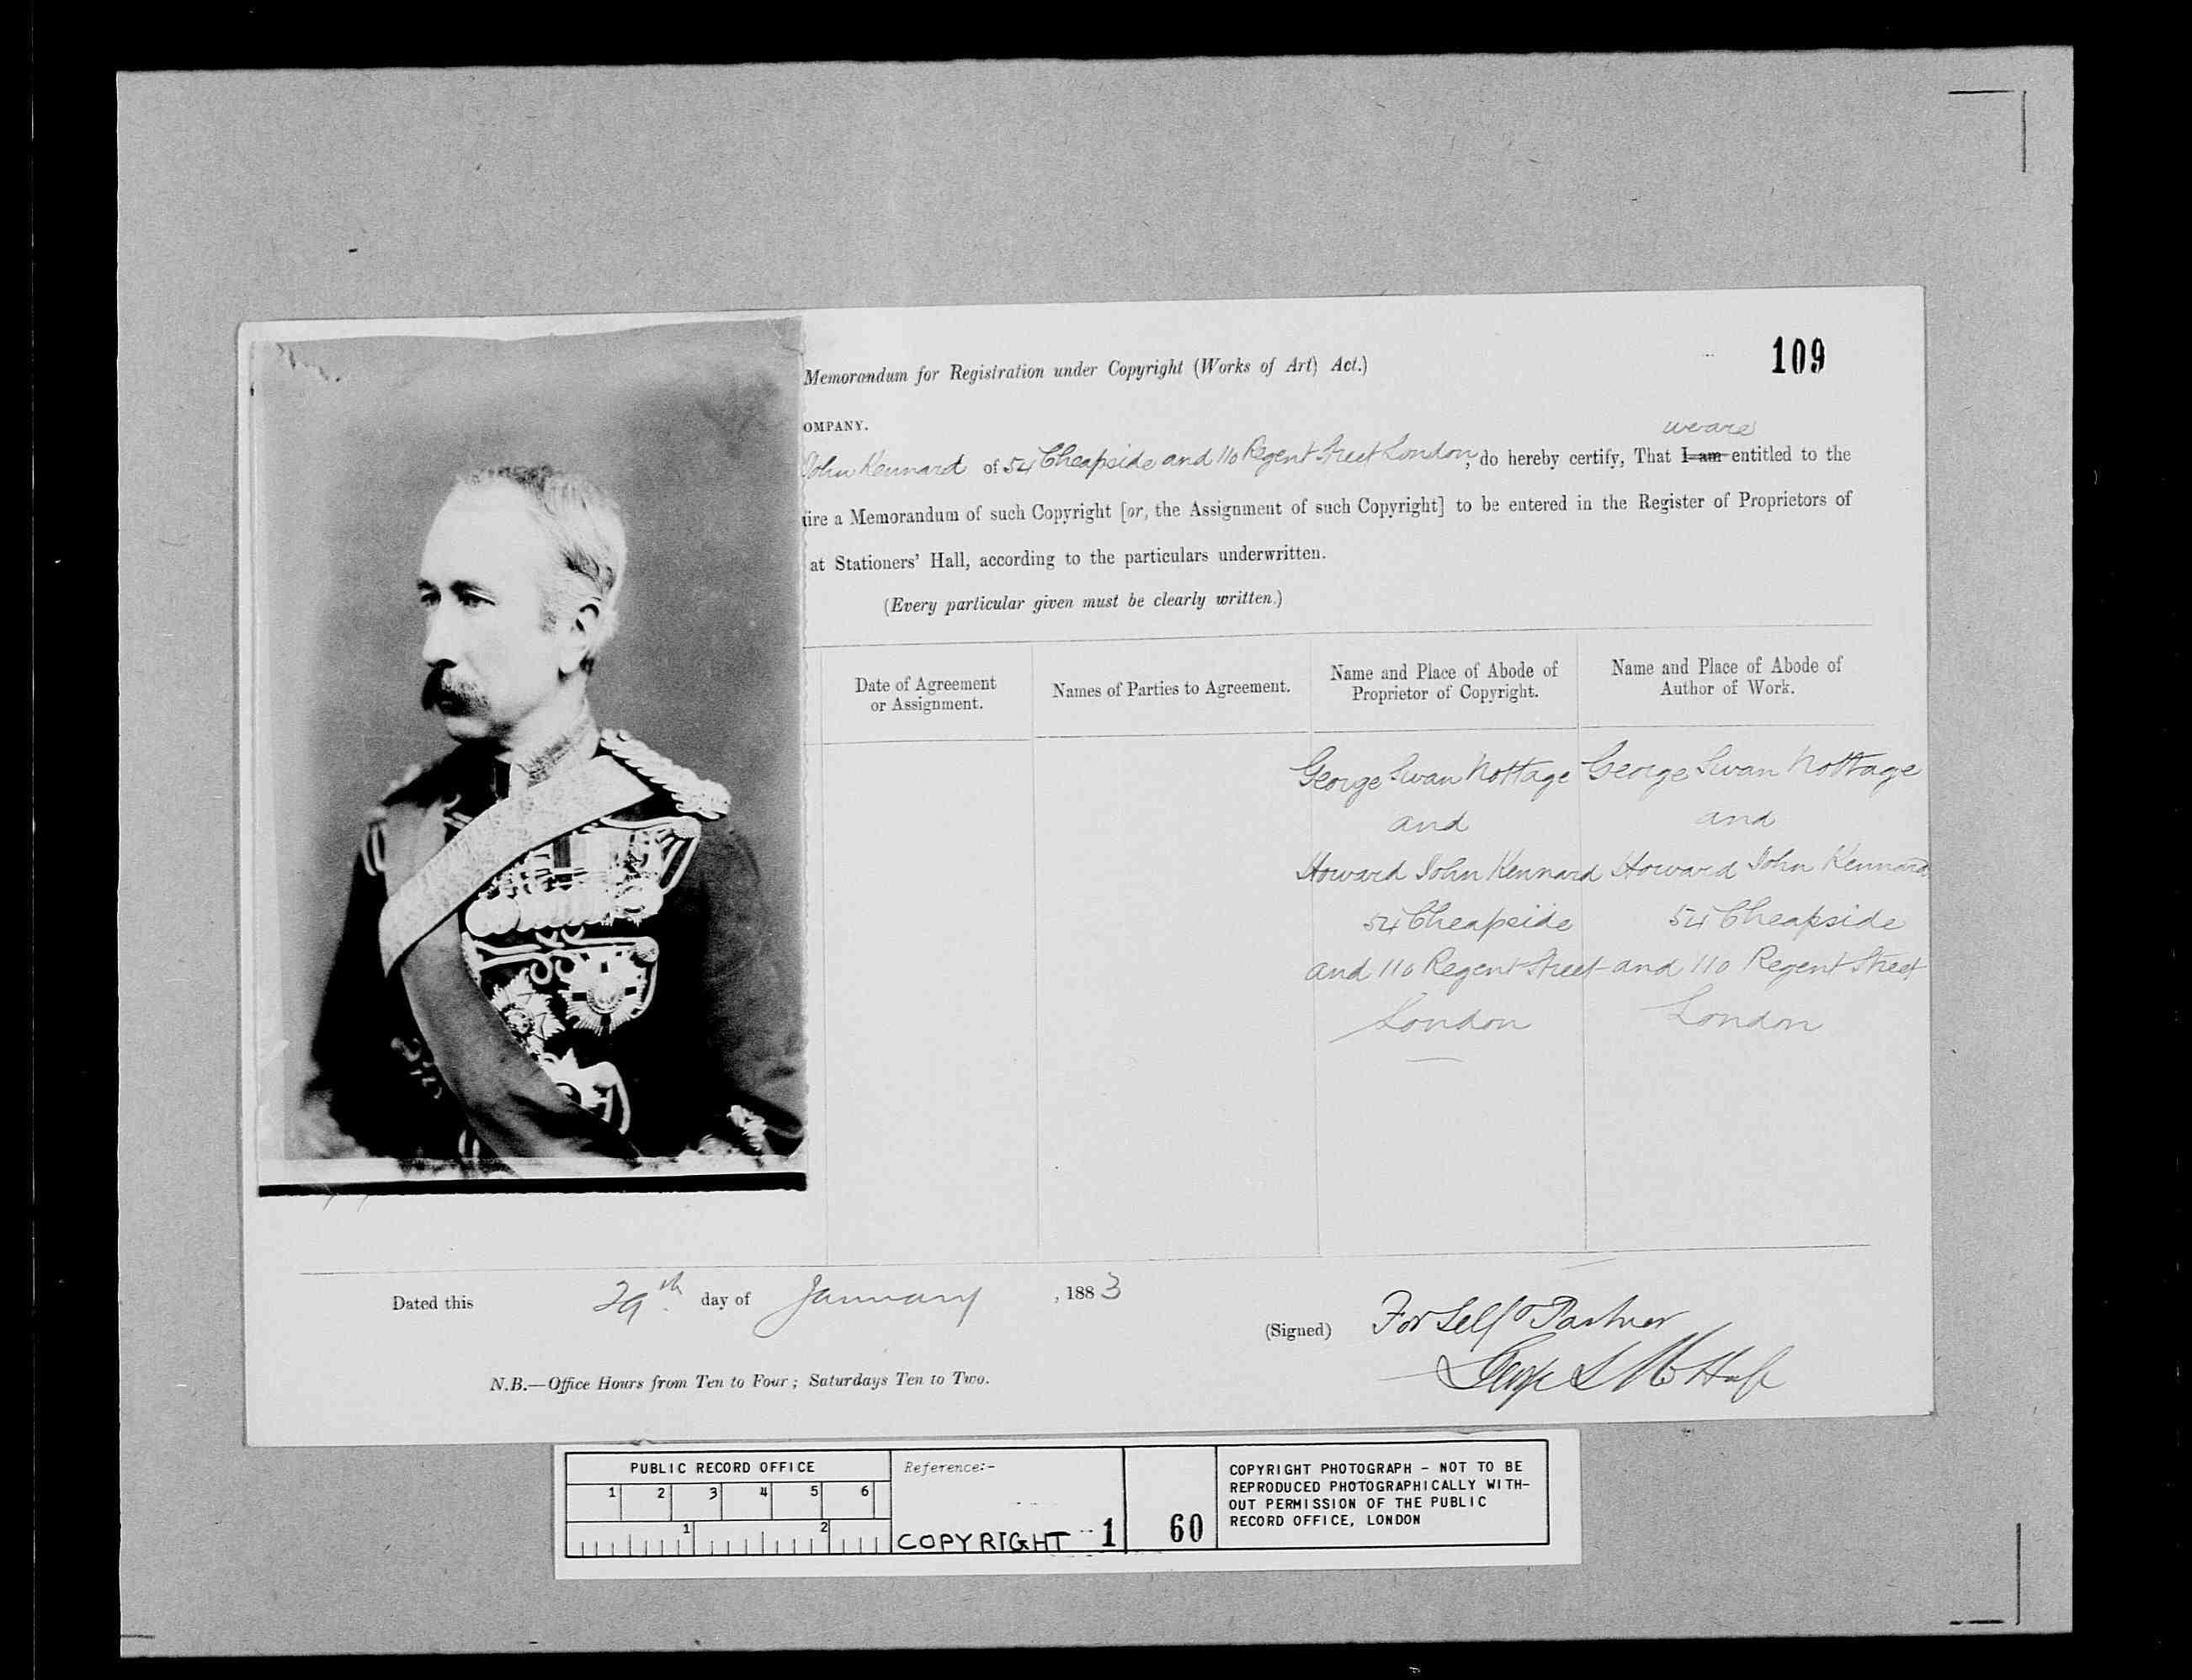 Memorandum for Registration under Copyright (Works of Art) Act.)
109
OMPANY.
we are
John Kennard of 54 Cheapside and 110 Regent Street London, do hereby certify, That I am entitled to the
ire a Memorandum of such Copyright [or, the Assignment of such Copyright] to be entered in the Register of Proprietors of
at Stationers' Hall, according to the particulars underwritten.
(Every particular given must be clearly written.)
Date of Agreement
or Assignment.
Names of Parties to Agreement.
Name and Place of Abode of
Proprietor of Copyright.
Name and Place of Abode of
Author of Work.
George Swan Nottage
and
Howard John Kennard
54 Cheapside
and 110 Regent Street
London
George Swan Nottage
and
Howard John Kennard
54 Cheapside
and 110 Regent Street
London
Dated this 29th day of January, 1883
(Signed) For Self & Partner
George S Nottage
N.B.—Office Hours from Ten to Four; Saturdays Ten to Two.
PUBLIC RECORD OFFICE
1 2 3 4 5 6
1 2
Reference:-
COPYRIGHT 1
60
COPYRIGHT PHOTOGRAPH - NOT TO BE
REPRODUCED PHOTOGRAPHICALLY WITH-
OUT PERMISSION OF THE PUBLIC
RECORD OFFICE, LONDON